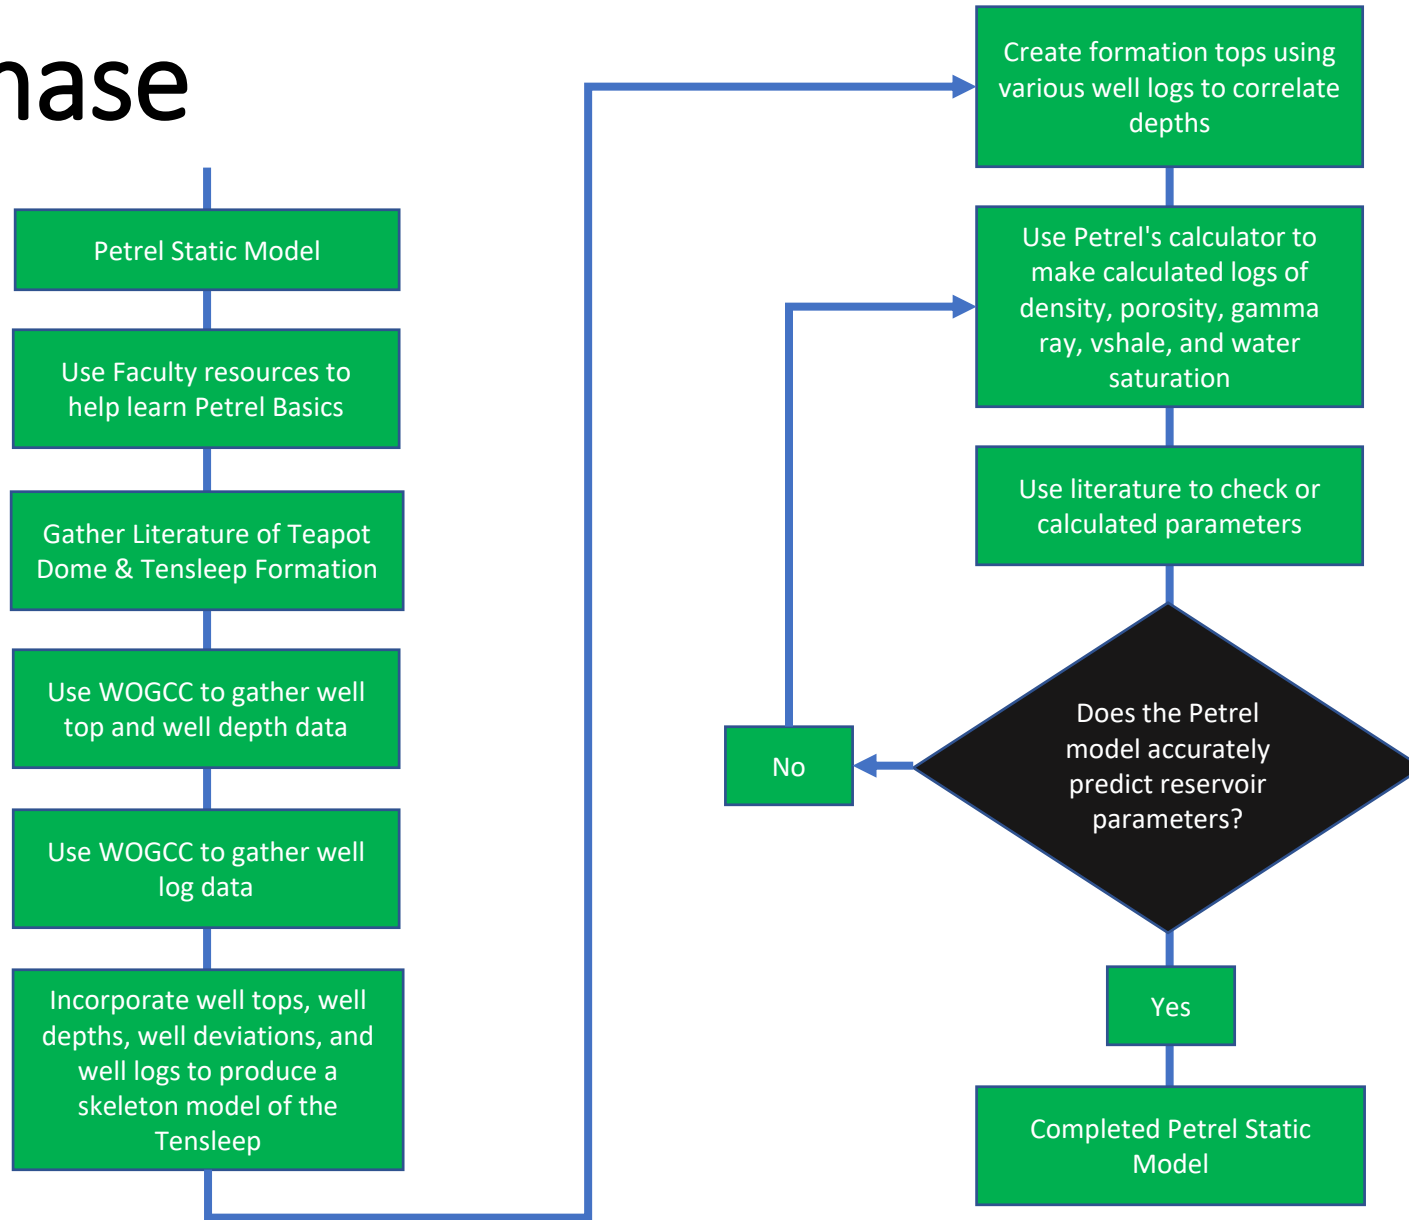 hase
Petrel Static Model
Use Faculty resources to
help learn Petrel Basics
Gather Literature of Teapot
Dome & Tensleep Formation
Use WOGCC to gather well
top and well depth data
Use WOGCC to gather well
log data
Incorporate well tops, well
depths, well deviations, and
well logs to produce a
skeleton model of the
Tensleep
Create formation tops using
various well logs to correlate
depths
Use Petrel's calculator to
make calculated logs of
density, porosity, gamma
ray, vshale, and water
saturation
Use literature to check or
calculated parameters
Does the Petrel
model accurately
predict reservoir
parameters?
No
Yes
Completed Petrel Static
Model